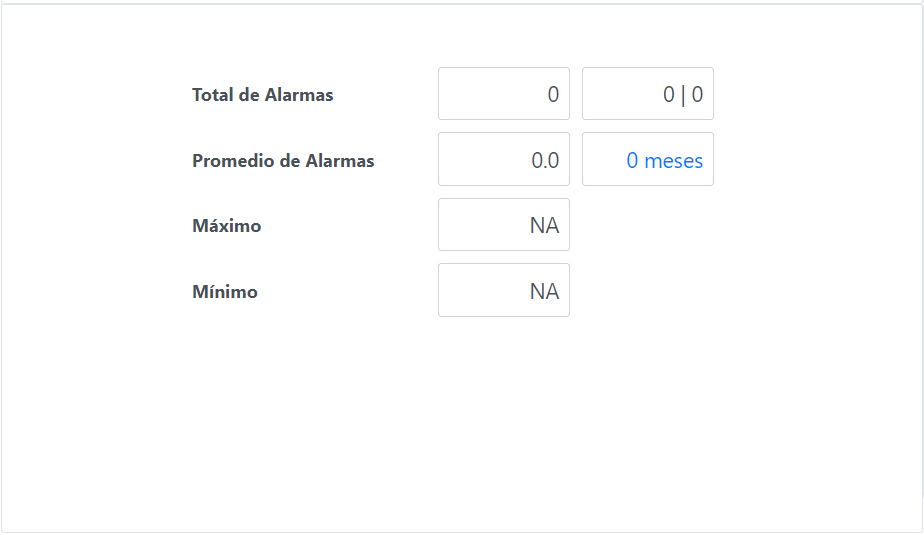 Total de Alarmas 0 0 | 0
Promedio de Alarmas 0.0 0 meses
Máximo NA
Mínimo NA